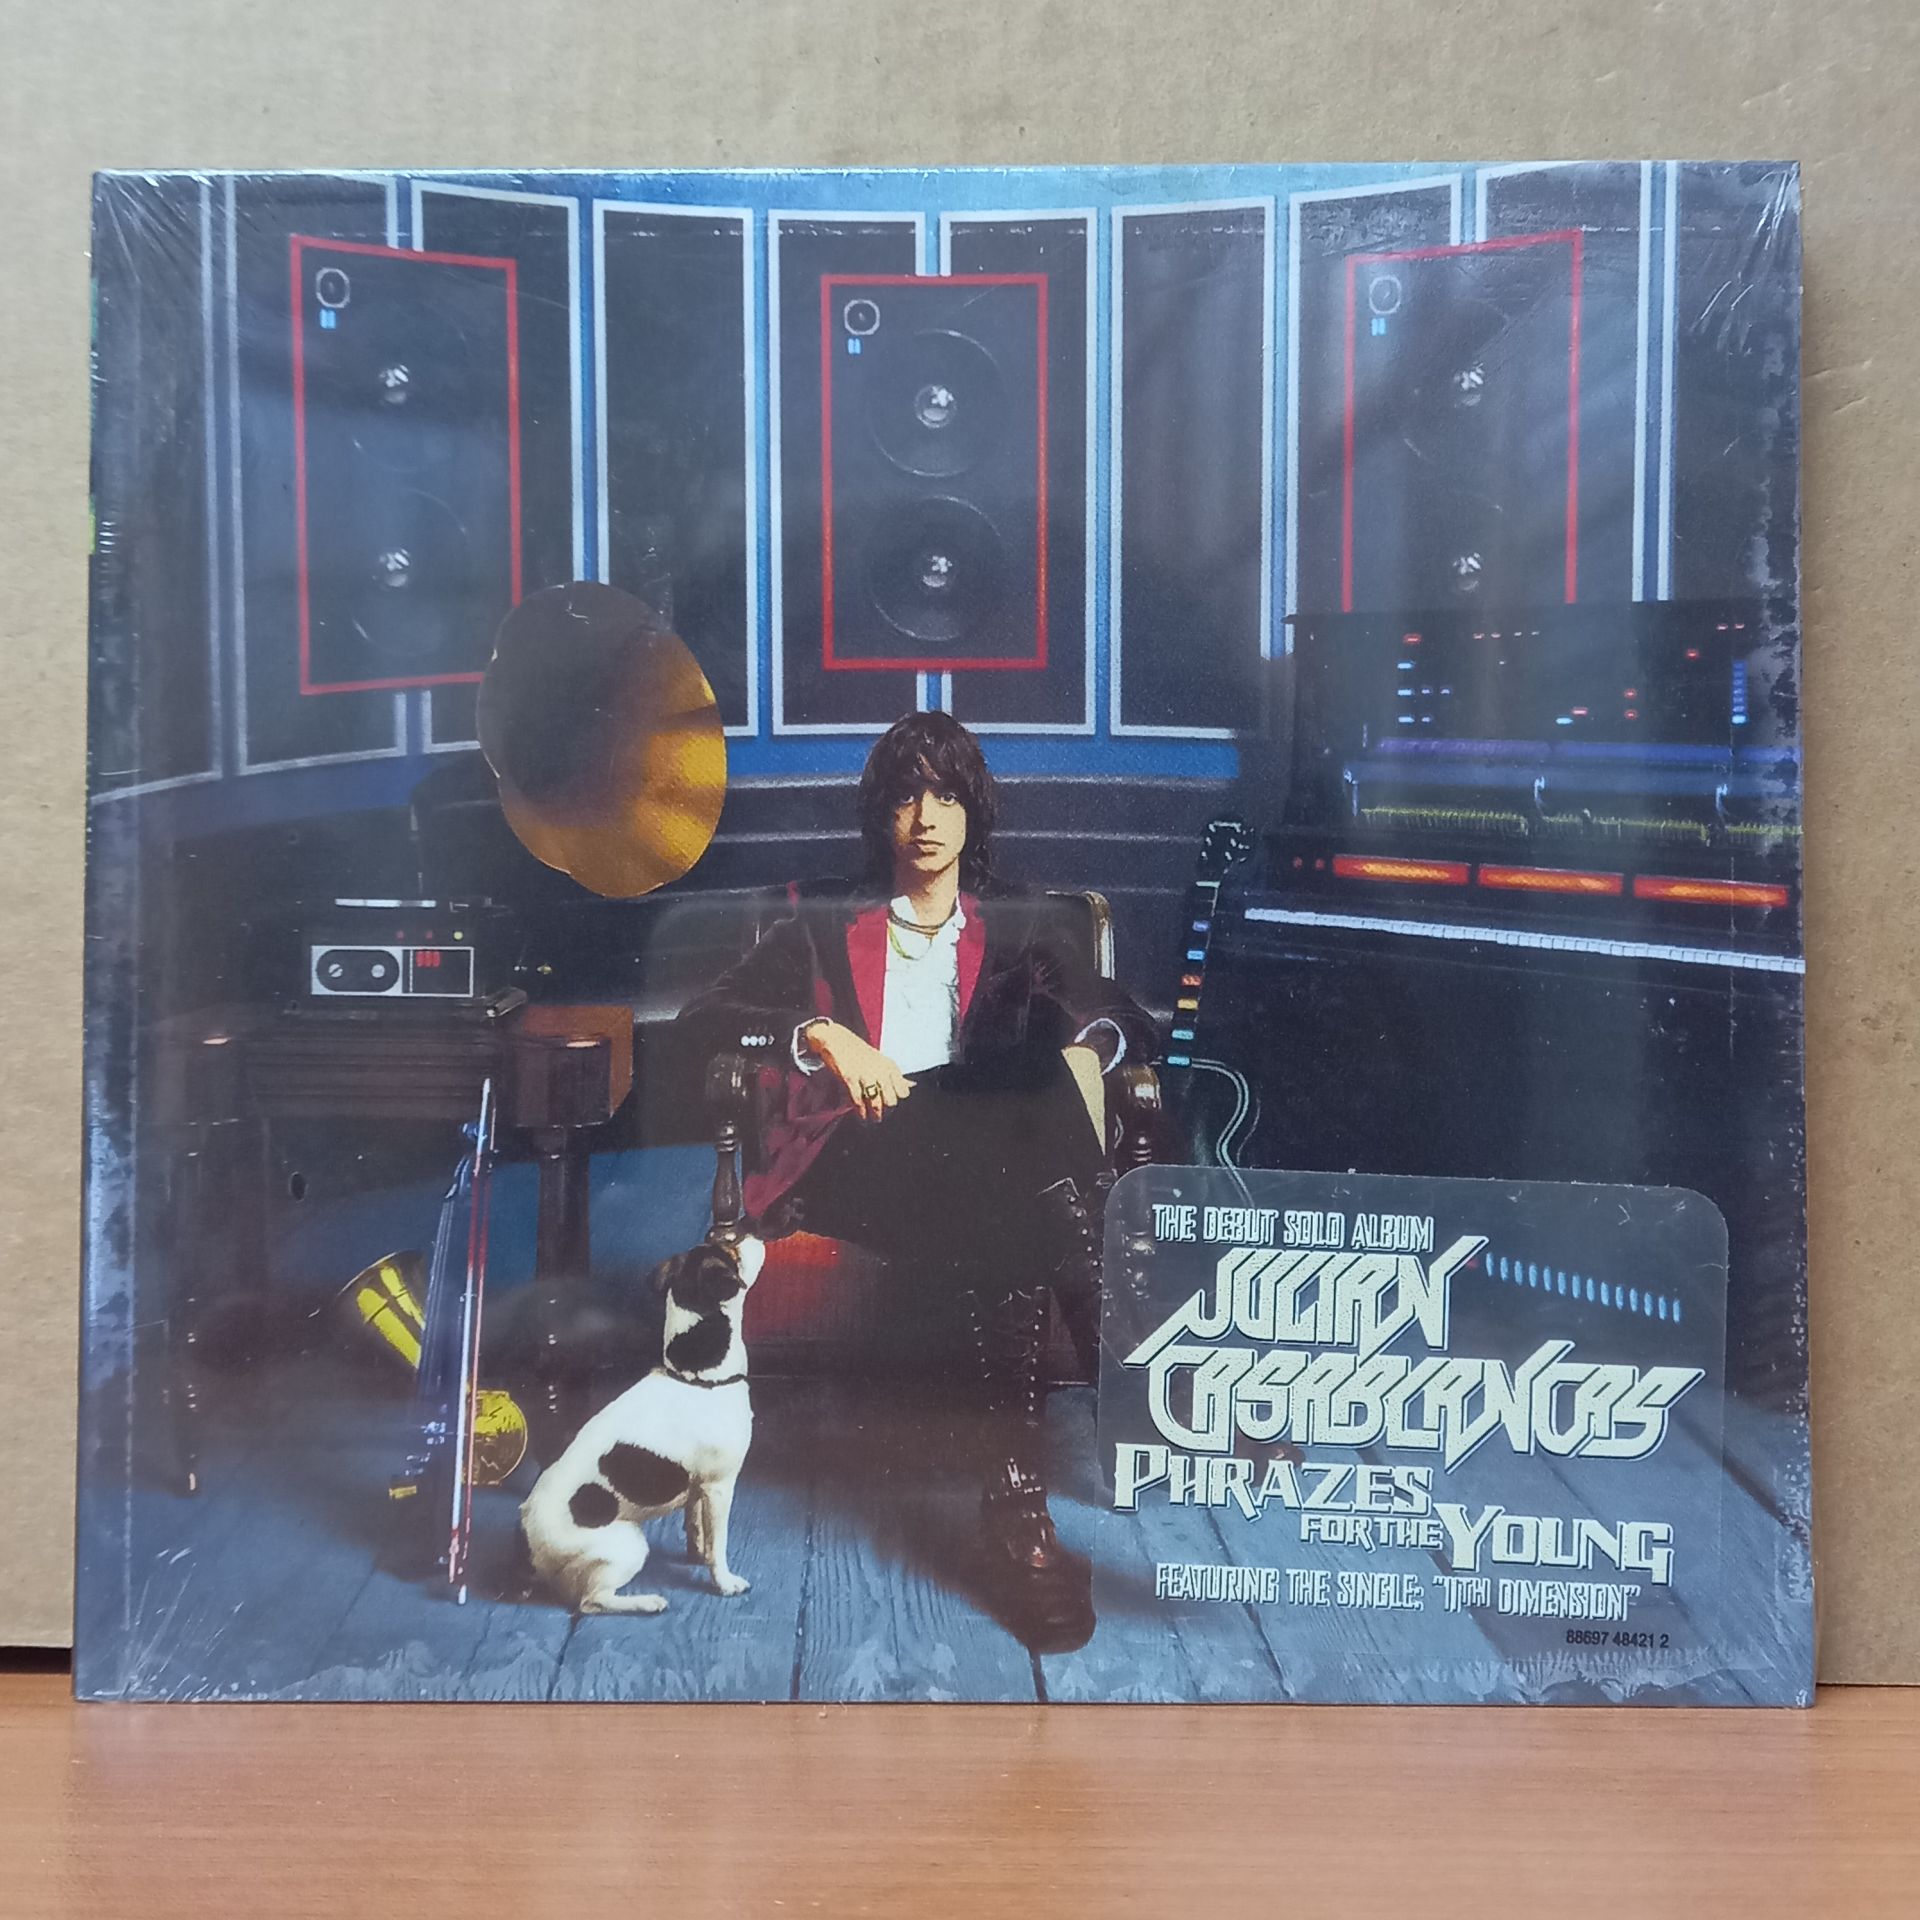 THE DEBUT SOLO ALBUM
JULIAN
CASABLANCAS
PHRAZES
FOR THE YOUNG
FEATURING THE SINGLE: "11TH DIMENSION"
88697 48421 2